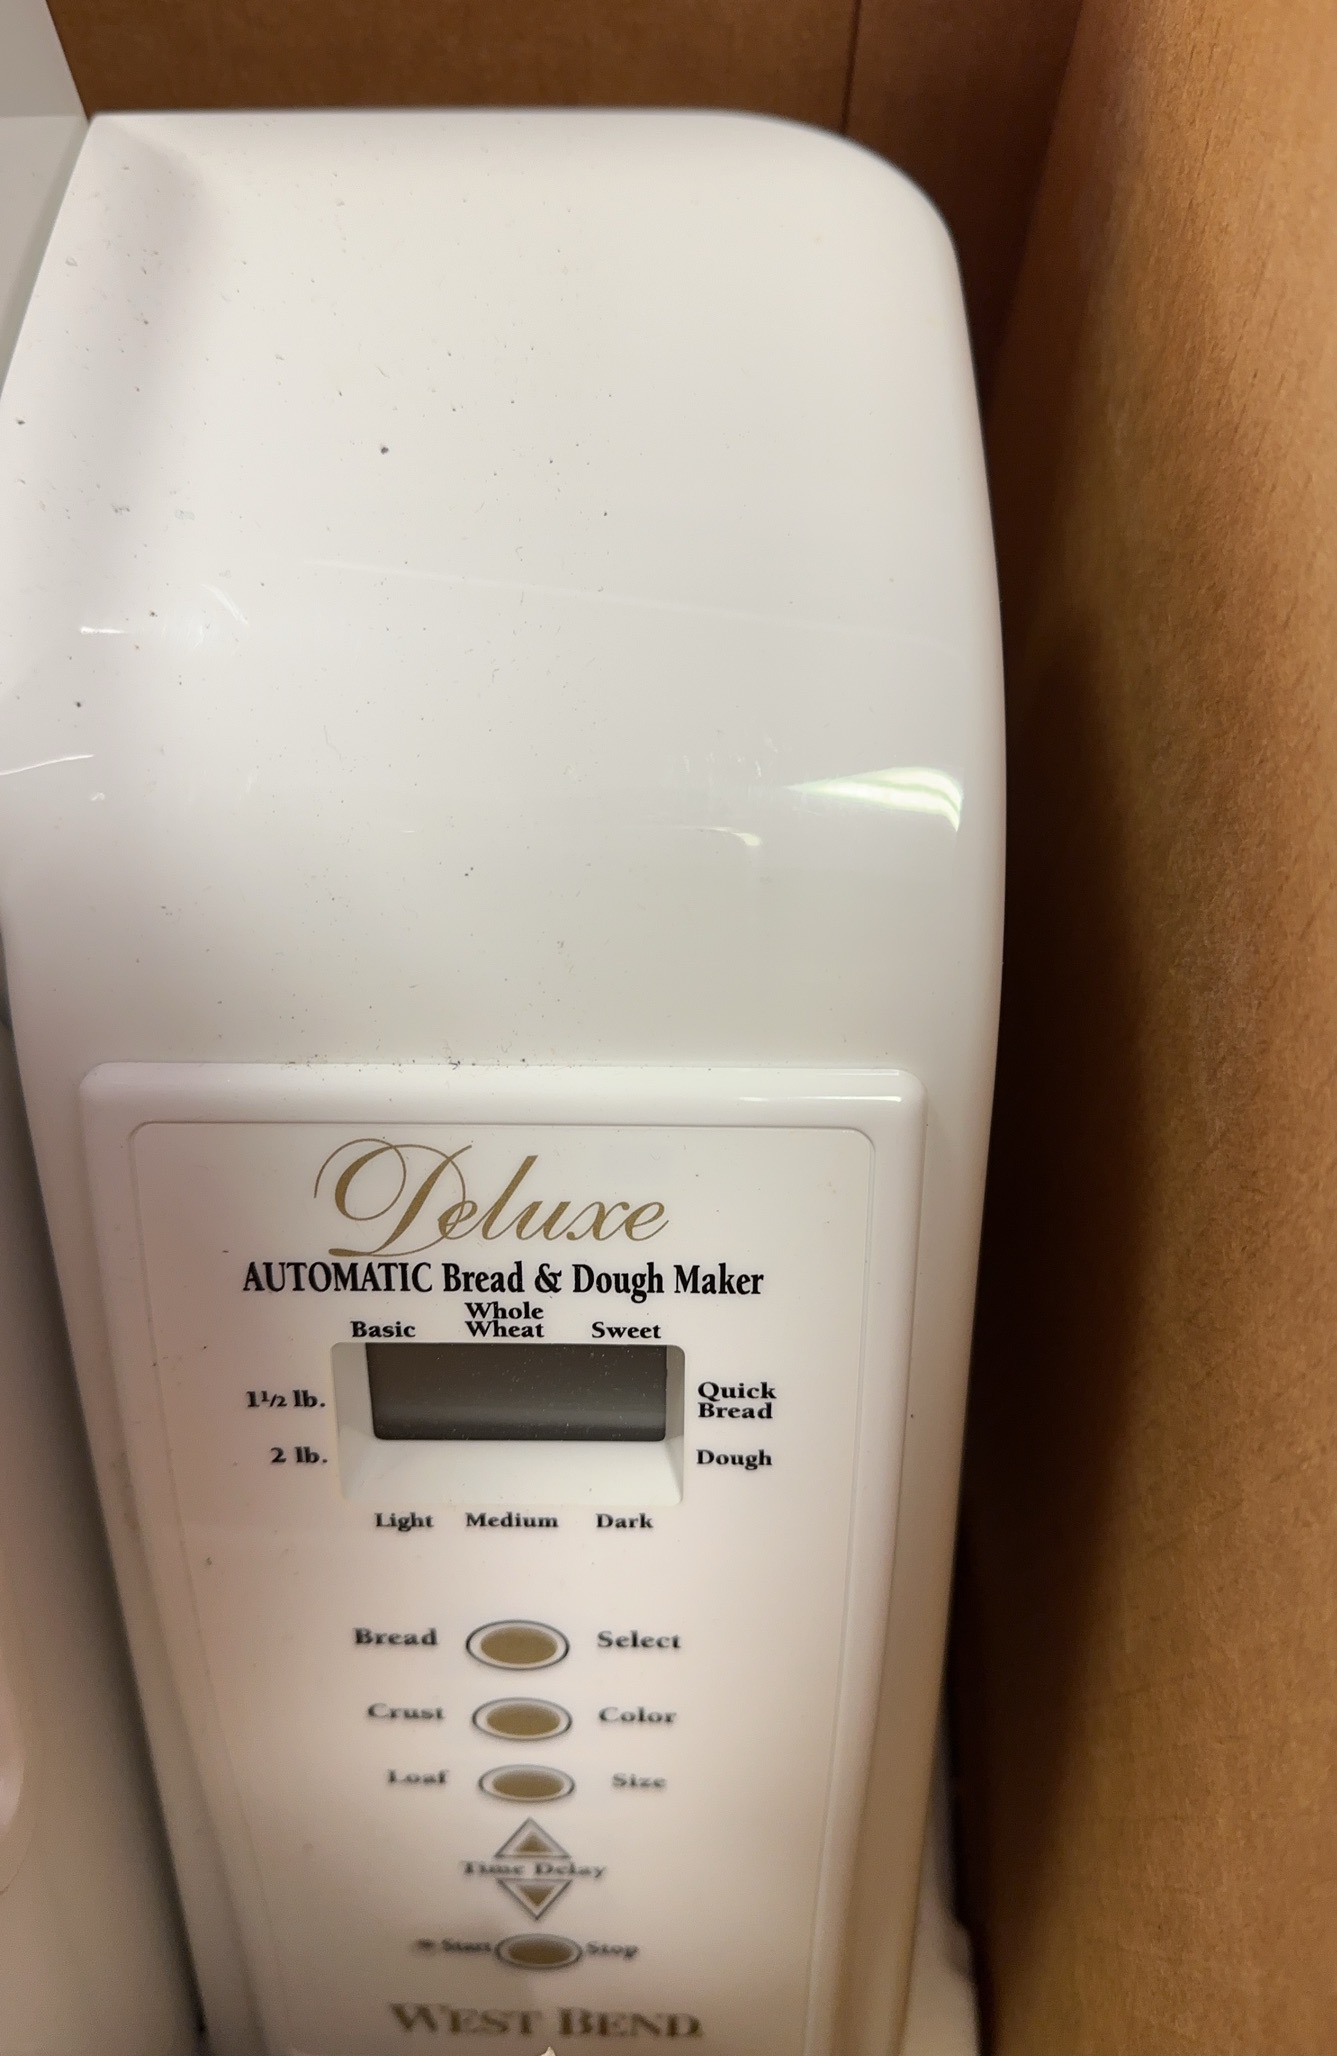 Deluxe
AUTOMATIC Bread & Dough Maker
Basic Whole Wheat Sweet
1½ lb. Quick Bread
2 lb. Dough
Light Medium Dark
Bread Select
Crust Color
Loaf Size
Time Delay
Start Stop
WEST BEND